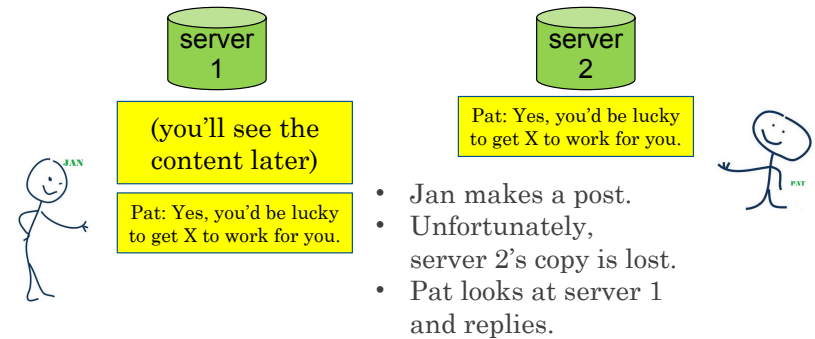 server
1
server
2
(you'll see the
content later)
Pat: Yes, you'd be lucky
to get X to work for you.
Pat: Yes, you'd be lucky
to get X to work for you.
JAN
PAT
• Jan makes a post.
• Unfortunately,
server 2's copy is lost.
• Pat looks at server 1
and replies.